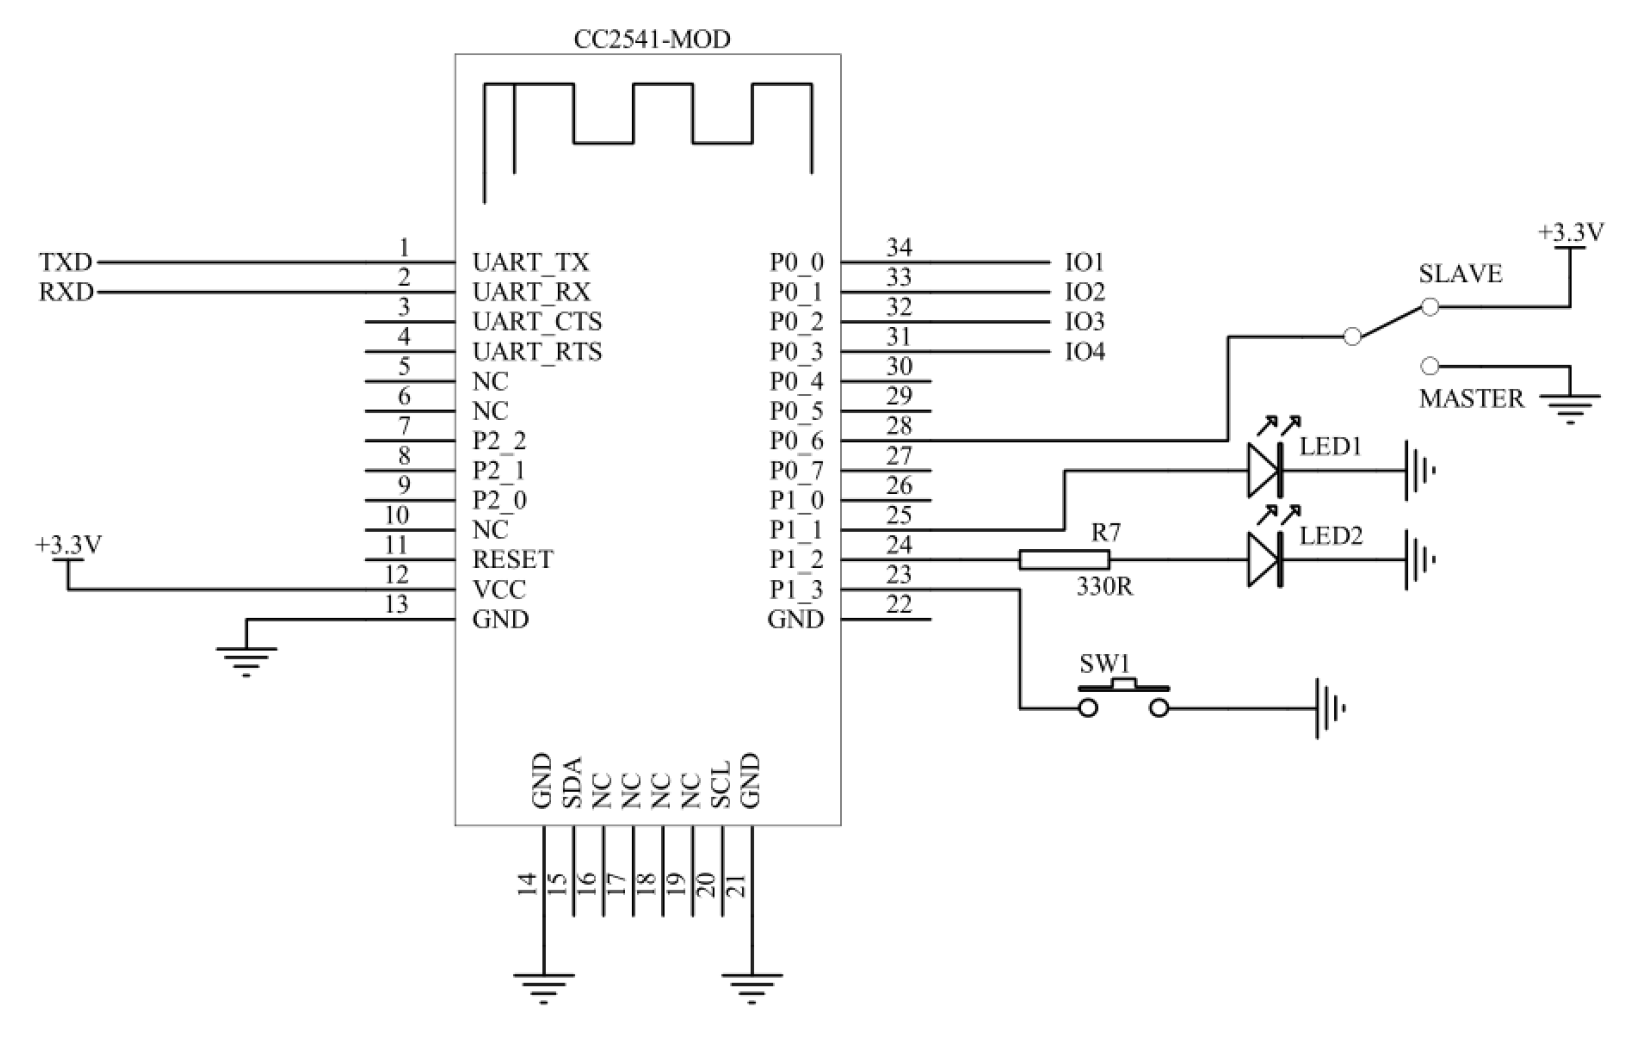 CC2541-MOD
TXD 1 UART_TX
RXD 2 UART_RX
3 UART_CTS
4 UART_RTS
5 NC
6 NC
7 P2_2
8 P2_1
9 P2_0
10 NC
11 RESET
+3.3V
12 VCC
13 GND
34 P0_0 IO1
33 P0_1 IO2
32 P0_2 IO3
31 P0_3 IO4
30 P0_4
29 P0_5
28 P0_6
27 P0_7
26 P1_0
25 P1_1
24 P1_2
23 P1_3
22 GND
+3.3V
SLAVE
MASTER
LED1
LED2
R7
330R
SW1
GND SDA NC NC NC NC SCL GND
14 15 16 17 18 19 20 21